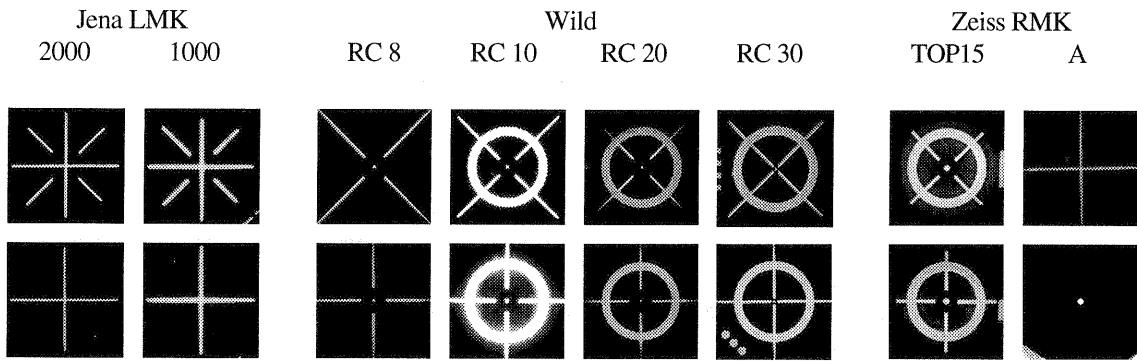 Jena LMK Wild Zeiss RMK
2000 1000 RC 8 RC 10 RC 20 RC 30 TOP15 A